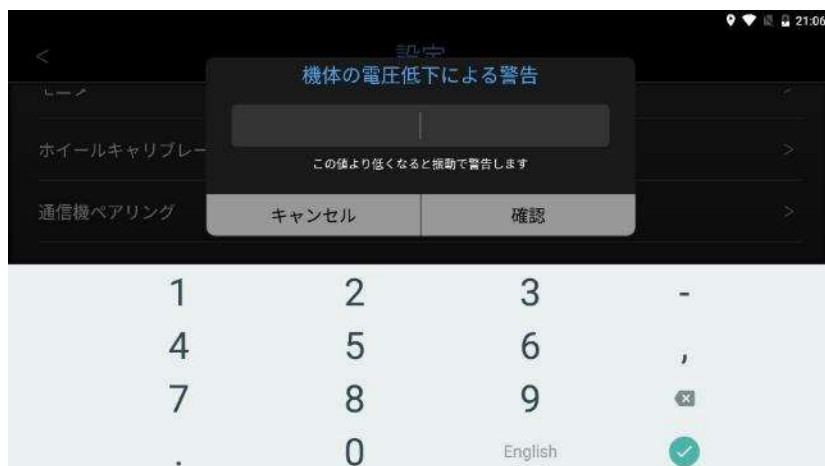 21:06
<
設定
機体の電圧低下による警告
ホイールキャリブレー
>
この値より低くなると振動で警告します
通信機ペアリング
>
キャンセル
確認
1 2 3 -
4 5 6 ,
7 8 9
. 0 English